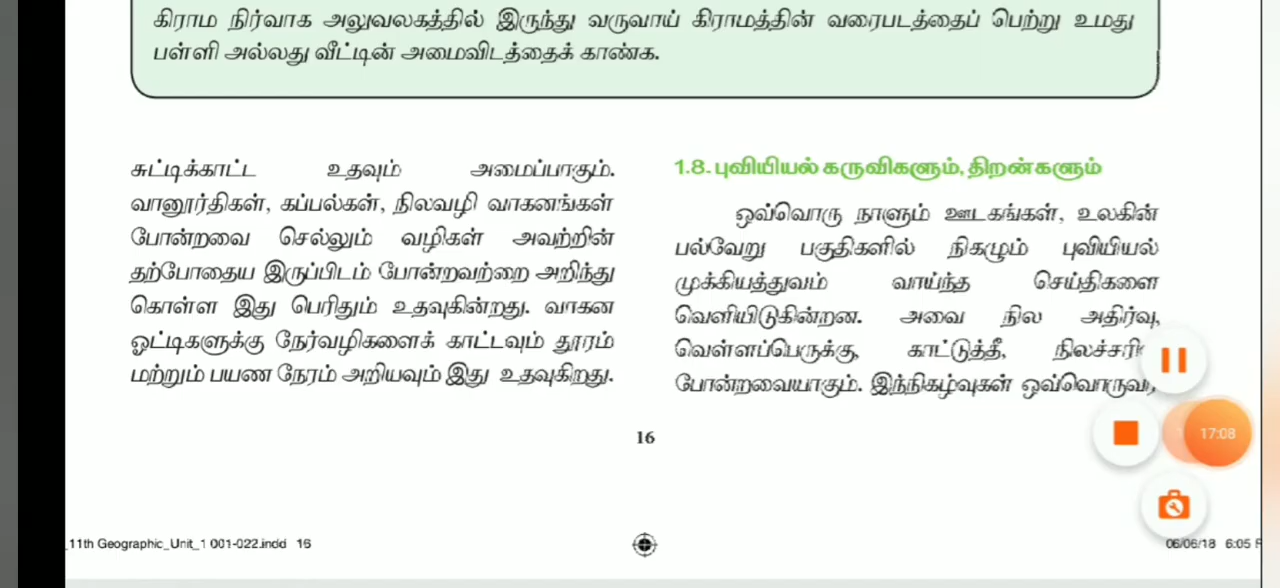 கிராம நிர்வாக அலுவலகத்தில் இருந்து வருவாய் கிராமத்தின் வரைபடத்தைப் பெற்று உமது
பள்ளி அல்லது வீட்டின் அமைவிடத்தைக் காண்க.
சுட்டிக்காட்ட உதவும் அமைப்பாகும்.
வானூர்திகள், கப்பல்கள், நிலவழி வாகனங்கள்
போன்றவை செல்லும் வழிகள் அவற்றின்
தற்போதைய இருப்பிடம் போன்றவற்றை அறிந்து
கொள்ள இது பெரிதும் உதவுகின்றது. வாகன
ஓட்டிகளுக்கு நேர்வழிகளைக் காட்டவும் தூரம்
மற்றும் பயண நேரம் அறியவும் இது உதவுகிறது.
1.8. புவியியல் கருவிகளும், திறன்களும்
ஒவ்வொரு நாளும் ஊடகங்கள், உலகின்
பல்வேறு பகுதிகளில் நிகழும் புவியியல்
முக்கியத்துவம் வாய்ந்த செய்திகளை
வெளியிடுகின்றன. அவை நில அதிர்வு,
வெள்ளப்பெருக்கு, காட்டுத்தீ,
போன்றவையாகும். இந்நிகழ்வுகள்
16
17:08
_11th Geographic_Unit_1 001-022.indd 16
06/06/18 6:05